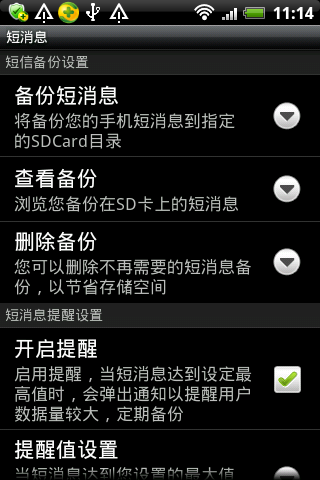 11:14
短消息
短信备份设置
备份短消息
将备份您的手机短消息到指定
的SDCard目录
查看备份
浏览您备份在SD卡上的短消息
删除备份
您可以删除不再需要的短消息备
份，以节省存储空间
短消息提醒设置
开启提醒
启用提醒，当短消息达到设定最
高值时，会弹出通知以提醒用户
数据量较大，定期备份
提醒值设置
当短消息达到您设置的最大值